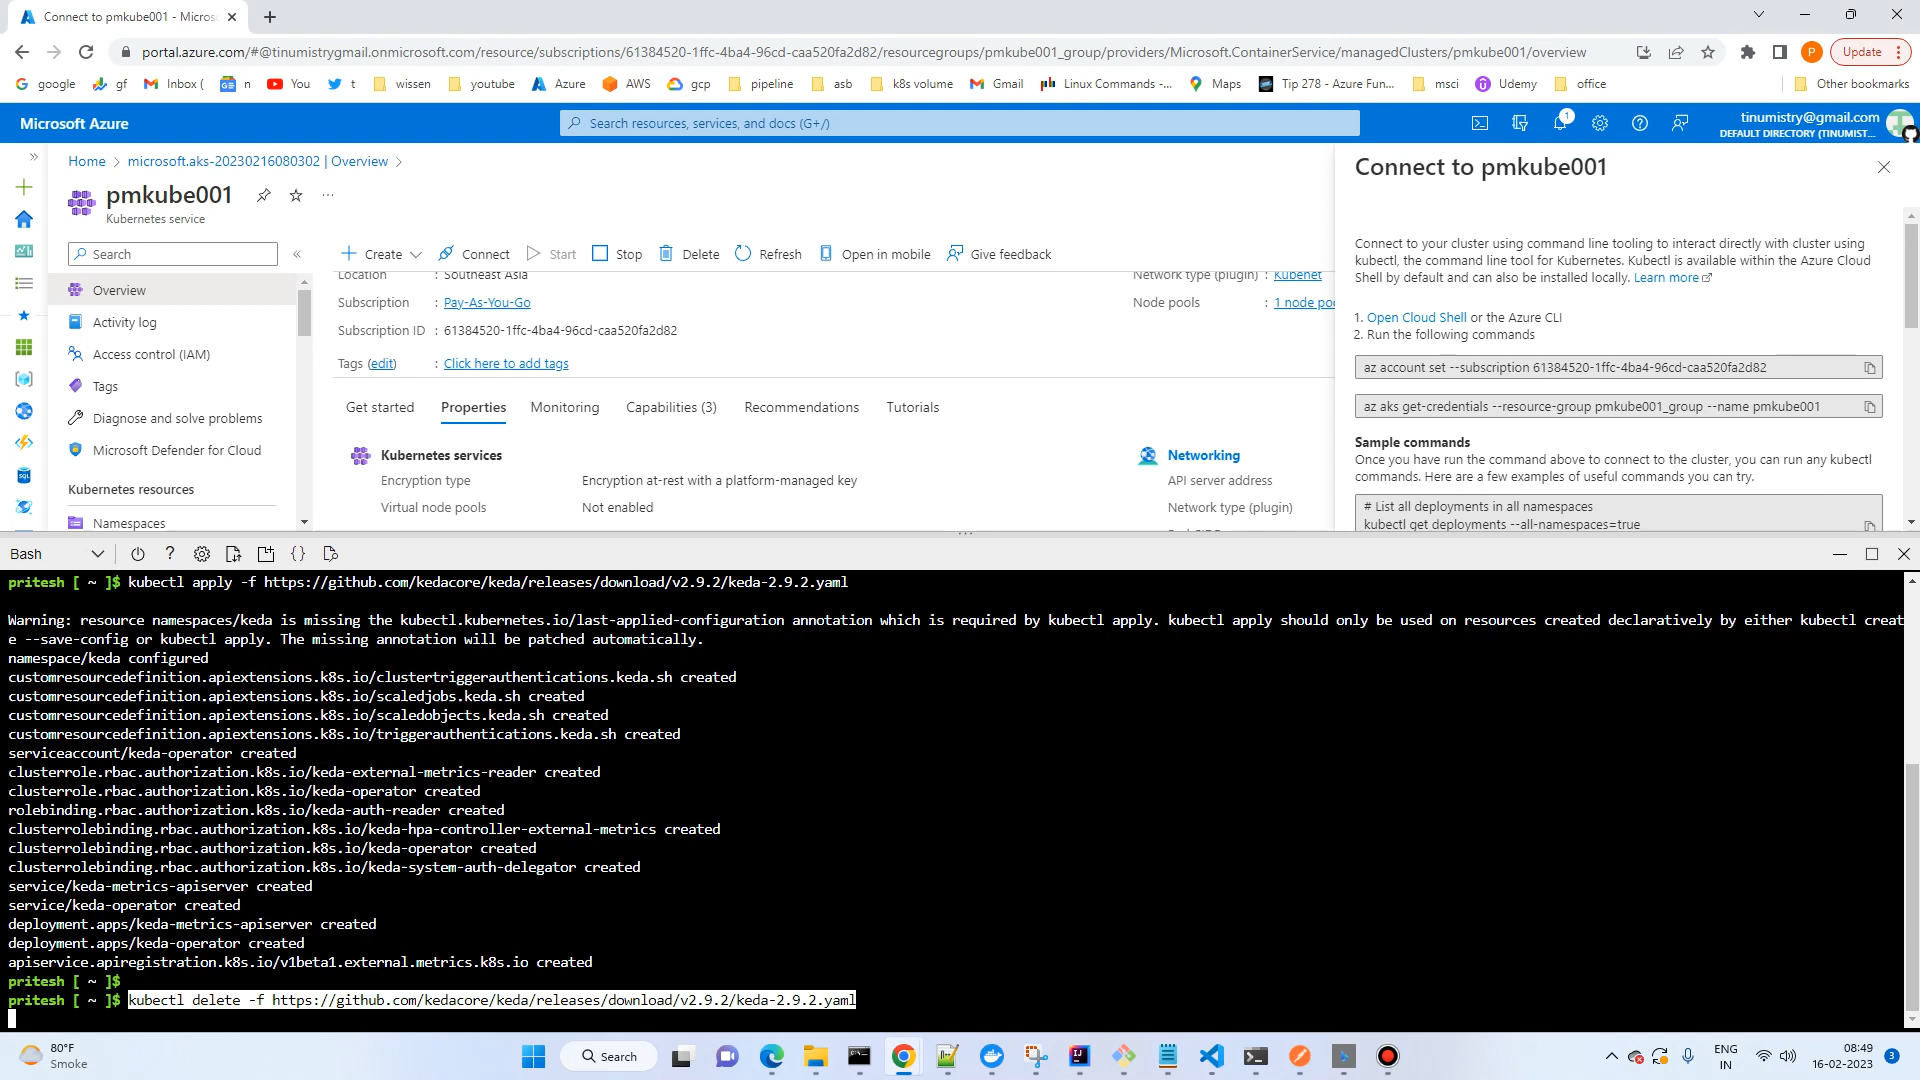 Connect to pmkube001 - Micros
portal.azure.com/#@tinumistrygmail.onmicrosoft.com/resource/subscriptions/61384520-1ffc-4ba4-96cd-caa520fa2d82/resourcegroups/pmkube001_group/providers/Microsoft.ContainerService/managedClusters/pmkube001/overview
P
Update
google gf Inbox ( n You t wissen youtube Azure AWS gcp pipeline asb k8s volume Gmail Linux Commands -... Maps Tip 278 - Azure Fun... msci Udemy office Other bookmarks
Microsoft Azure
Search resources, services, and docs (G+/)
1
tinumistry@gmail.com
DEFAULT DIRECTORY (TINUMIST...
Home > microsoft.aks-20230216080302 | Overview >
pmkube001
Kubernetes service
Search
Create Connect Start Stop Delete Refresh Open in mobile Give feedback
Overview
Activity log
Access control (IAM)
Tags
Diagnose and solve problems
Microsoft Defender for Cloud
Kubernetes resources
Namespaces
Location : Southeast Asia
Subscription : Pay-As-You-Go
Subscription ID : 61384520-1ffc-4ba4-96cd-caa520fa2d82
Tags (edit) : Click here to add tags
Network type (plugin) : Kubenet
Node pools : 1 node poo
Get started Properties Monitoring Capabilities (3) Recommendations Tutorials
Kubernetes services
Encryption type Encryption at-rest with a platform-managed key
Virtual node pools Not enabled
Networking
API server address
Network type (plugin)
Connect to pmkube001
Connect to your cluster using command line tooling to interact directly with cluster using
kubectl, the command line tool for Kubernetes. Kubectl is available within the Azure Cloud
Shell by default and can also be installed locally. Learn more
1. Open Cloud Shell or the Azure CLI
2. Run the following commands
az account set --subscription 61384520-1ffc-4ba4-96cd-caa520fa2d82
az aks get-credentials --resource-group pmkube001_group --name pmkube001
Sample commands
Once you have run the command above to connect to the cluster, you can run any kubectl
commands. Here are a few examples of useful commands you can try.
# List all deployments in all namespaces
kubectl get deployments --all-namespaces=true
Bash
pritesh [ ~ ]$ kubectl apply -f https://github.com/kedacore/keda/releases/download/v2.9.2/keda-2.9.2.yaml
Warning: resource namespaces/keda is missing the kubectl.kubernetes.io/last-applied-configuration annotation which is required by kubectl apply. kubectl apply should only be used on resources created declaratively by either kubectl creat
e --save-config or kubectl apply. The missing annotation will be patched automatically.
namespace/keda configured
customresourcedefinition.apiextensions.k8s.io/clustertriggerauthentications.keda.sh created
customresourcedefinition.apiextensions.k8s.io/scaledjobs.keda.sh created
customresourcedefinition.apiextensions.k8s.io/scaledobjects.keda.sh created
customresourcedefinition.apiextensions.k8s.io/triggerauthentications.keda.sh created
serviceaccount/keda-operator created
clusterrole.rbac.authorization.k8s.io/keda-external-metrics-reader created
clusterrole.rbac.authorization.k8s.io/keda-operator created
rolebinding.rbac.authorization.k8s.io/keda-auth-reader created
clusterrolebinding.rbac.authorization.k8s.io/keda-hpa-controller-external-metrics created
clusterrolebinding.rbac.authorization.k8s.io/keda-operator created
clusterrolebinding.rbac.authorization.k8s.io/keda-system-auth-delegator created
service/keda-metrics-apiserver created
service/keda-operator created
deployment.apps/keda-metrics-apiserver created
deployment.apps/keda-operator created
apiservice.apiregistration.k8s.io/v1beta1.external.metrics.k8s.io created
pritesh [ ~ ]$
pritesh [ ~ ]$ kubectl delete -f https://github.com/kedacore/keda/releases/download/v2.9.2/keda-2.9.2.yaml
80°F
Smoke
Search
ENG
IN
08:49
16-02-2023
3